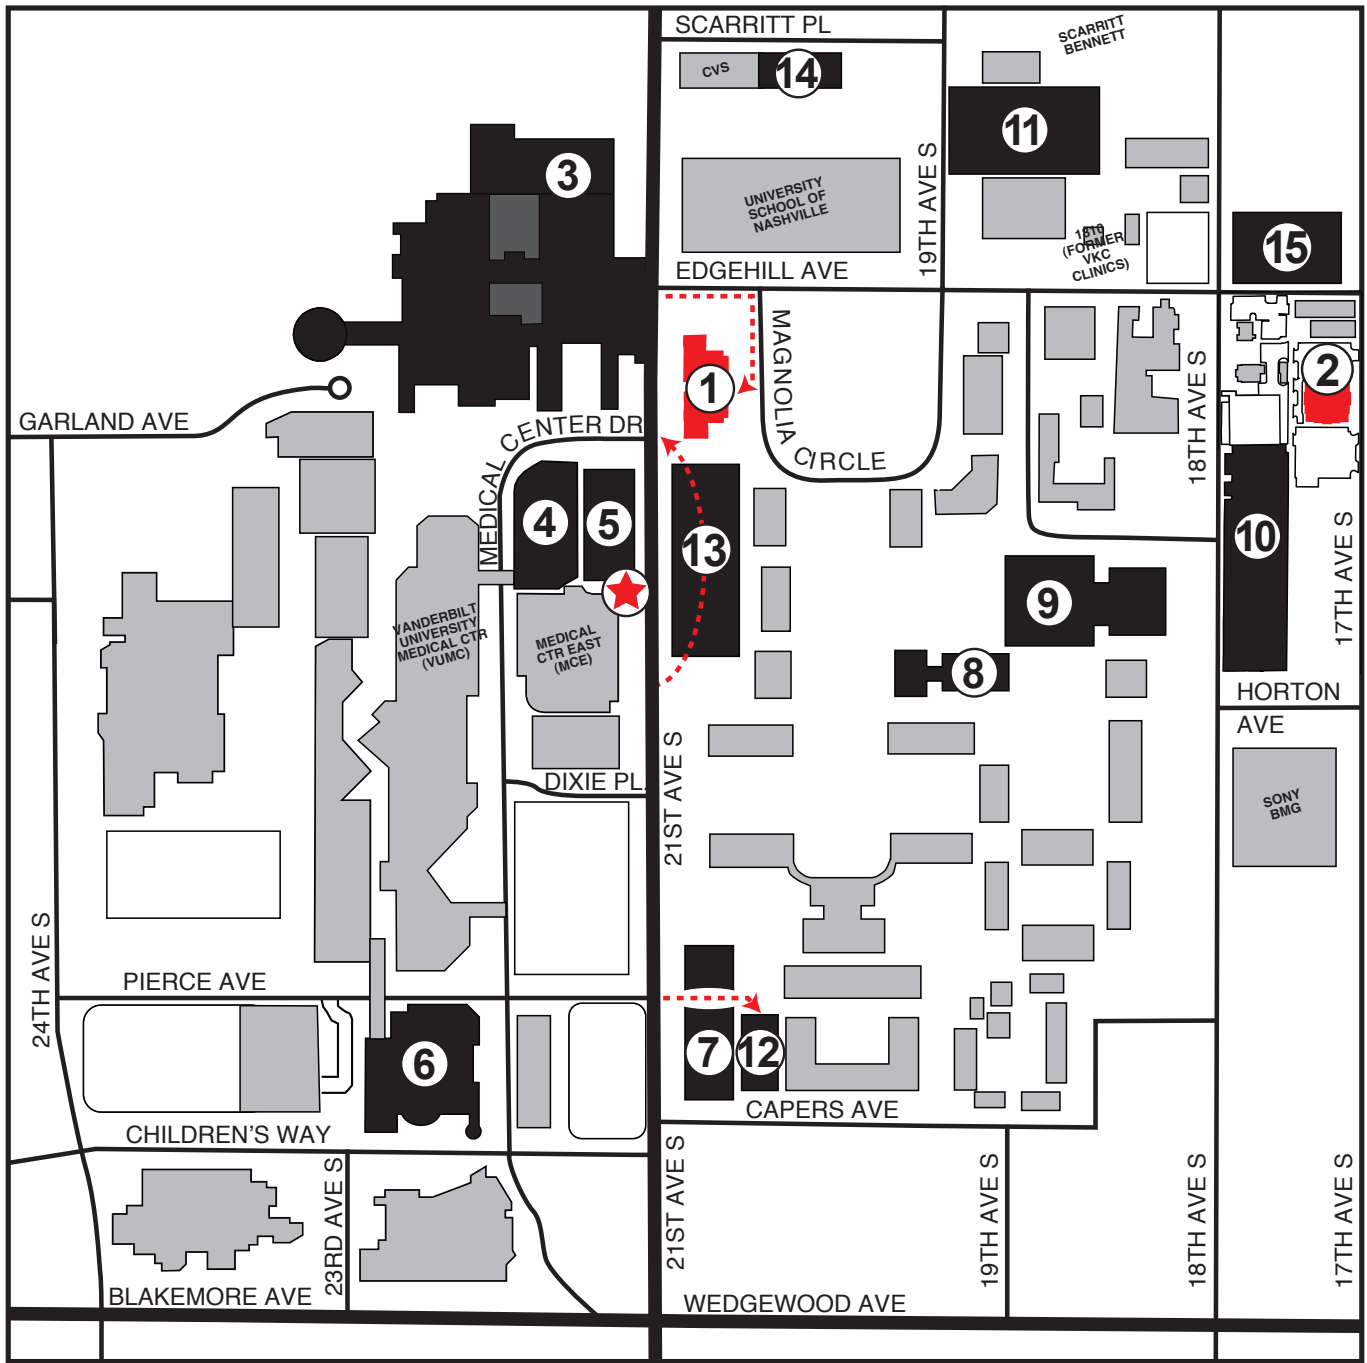 SCARRITT PL
SCARRITT
BENNETT
CVS
14
11
3
UNIVERSITY
SCHOOL OF
NASHVILLE
19TH AVE S
1810
(FORMER
VKC
CLINICS)
15
EDGEHILL AVE
MAGNOLIA CIRCLE
1
2
18TH AVE S
GARLAND AVE
MEDICAL CENTER DR
4
5
13
10
17TH AVE S
9
VANDERBILT
UNIVERSITY
MEDICAL CTR
(VUMC)
MEDICAL
CTR EAST
(MCE)
8
HORTON
AVE
21ST AVE S
DIXIE PL.
SONY
BMG
24TH AVE S
PIERCE AVE
6
7
12
CAPERS AVE
CHILDREN'S WAY
23RD AVE S
21ST AVE S
19TH AVE S
18TH AVE S
17TH AVE S
BLAKEMORE AVE
WEDGEWOOD AVE